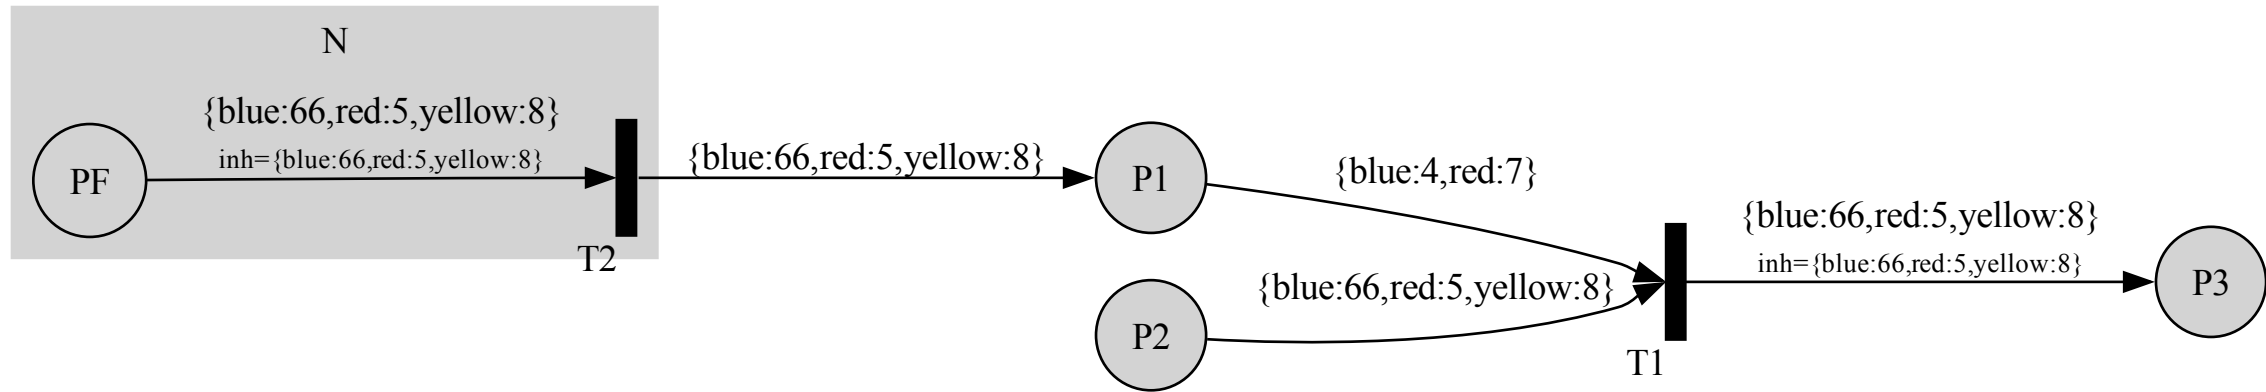 N
{blue:66,red:5,yellow:8}
inh={blue:66,red:5,yellow:8}
PF
T2
{blue:66,red:5,yellow:8}
P1
{blue:4,red:7}
{blue:66,red:5,yellow:8}
P2
T1
{blue:66,red:5,yellow:8}
inh={blue:66,red:5,yellow:8}
P3